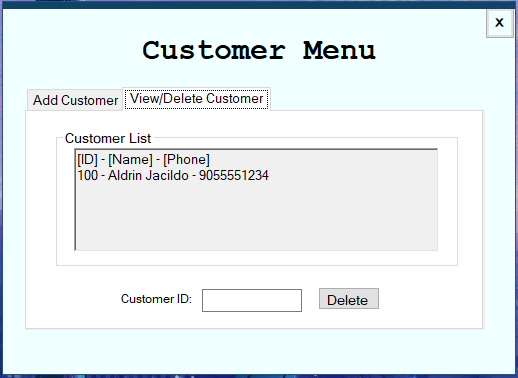 x
Customer Menu
Add Customer View/Delete Customer
Customer List
[ID] - [Name] - [Phone]
100 - Aldrin Jacildo - 9055551234
Customer ID: Delete